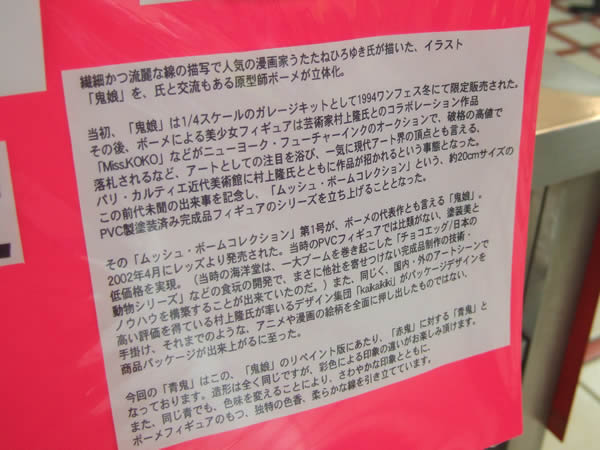 繊細かつ流麗な線の描写で人気の漫画家うたたねひろゆき氏が描いた、イラスト
「鬼娘」を、氏と交流もある原型師ボーメが立体化。
当初、「鬼娘」は1/4スケールのガレージキットとして1994ワンフェス冬にて限定販売された。
その後、ボーメによる美少女フィギュアは芸術家村上隆氏とのコラボレーション作品
「Miss.KOKO」などがニューヨーク・フューチャーインクのオークションで、破格の高値で
落札されるなど、アートとしての注目を浴び、一気に現代アート界の頂点とも言える、
パリ・カルティエ近代美術館に村上隆氏とともに作品が招かれるという事態となった。
この前代未聞の出来事を記念し、「ムッシュ・ボームコレクション」という、約20cmサイズの
PVC製塗装済み完成品フィギュアのシリーズを立ち上げることとなった。
その「ムッシュ・ボームコレクション」第1号が、ボーメの代表作とも言える「鬼娘」。
2002年4月にレッズより発売された。当時のPVCフィギュアでは比類がない、塗装美と
低価格を実現。(当時の海洋堂は、一大ブームを巻き起こした「チョコエッグ/日本の
動物シリーズ」などの食玩の開発で、まさに他社を寄せつけない完成品制作の技術・
ノウハウを構築することが出来ていたのだ。)また、同じく、国内・外のアートシーンで
高い評価を得ている村上隆氏が率いるデザイン集団「kaikaikiki」がパッケージデザインを
手掛け、それまでのような、アニメや漫画の絵柄を全面に押し出したものではない、
商品パッケージが出来上がるに至った。
今回の「青鬼」はこの、「鬼娘」のリペイント版にあたり、「赤鬼」に対する「青鬼」と
なっております。造形は全く同じですが、彩色による印象の違いがお楽しみ頂けます。
また、同じ青でも、色味を変えることにより、さわやかな印象とともに、
ボーメフィギュアのもつ、独特の色香、柔らかな線を引き立てています。